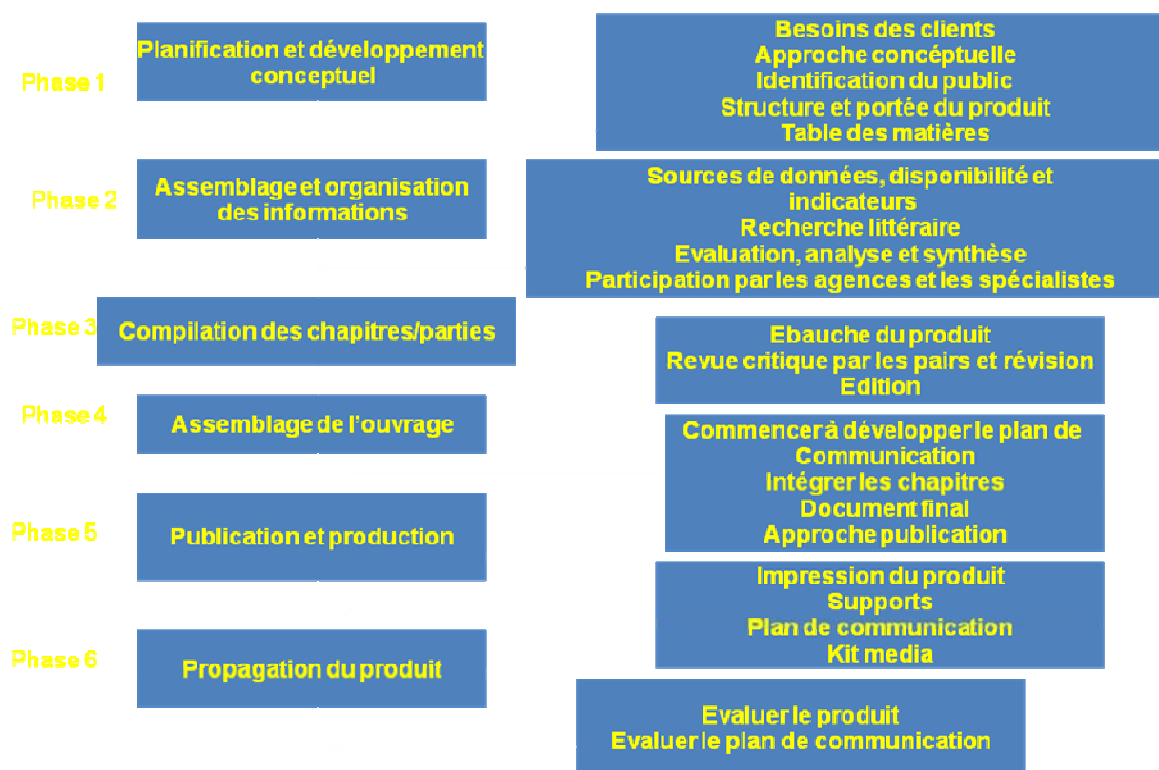 Phase 1
Planification et développement
conceptuel
Besoins des clients
Approche concéptuelle
Identification du public
Structure et portée du produit
Table des matières
Phase 2
Assemblage et organisation
des informations
Sources de données, disponibilité et
indicateurs
Recherche littéraire
Evaluation, analyse et synthèse
Participation par les agences et les spécialistes
Phase 3
Compilation des chapitres/parties
Ebauche du produit
Revue critique par les pairs et révision
Edition
Phase 4
Assemblage de l'ouvrage
Commencer à développer le plan de
Communication
Intégrer les chapitres
Document final
Approche publication
Phase 5
Publication et production
Impression du produit
Supports
Plan de communication
Kit media
Phase 6
Propagation du produit
Evaluer le produit
Evaluer le plan de communication